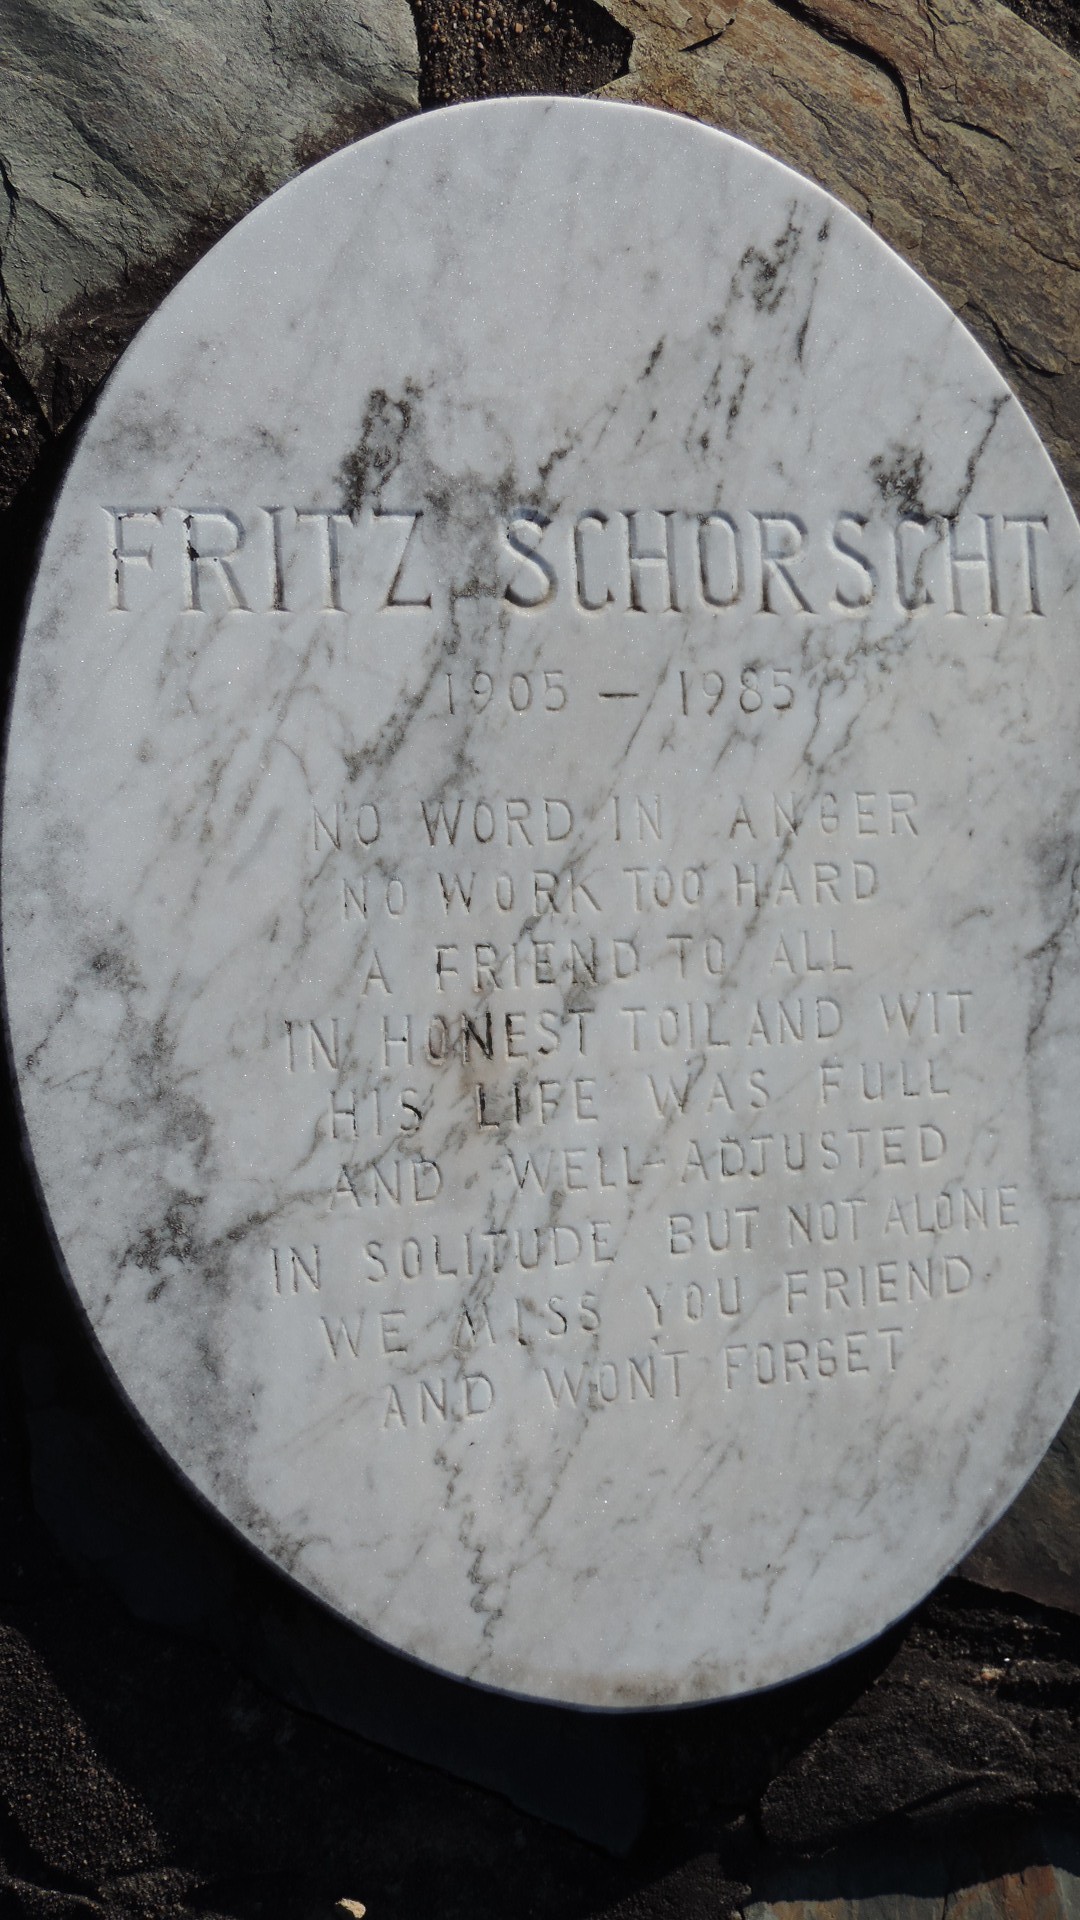 FRITZ SCHORSCHT
1905 – 1985
NO WORD IN ANGER
NO WORK TOO HARD
A FRIEND TO ALL
IN HONEST TOIL AND WIT
HIS LIFE WAS FULL
AND WELL-ADJUSTED
IN SOLITUDE BUT NOT ALONE
WE MISS YOU FRIEND
AND WON'T FORGET